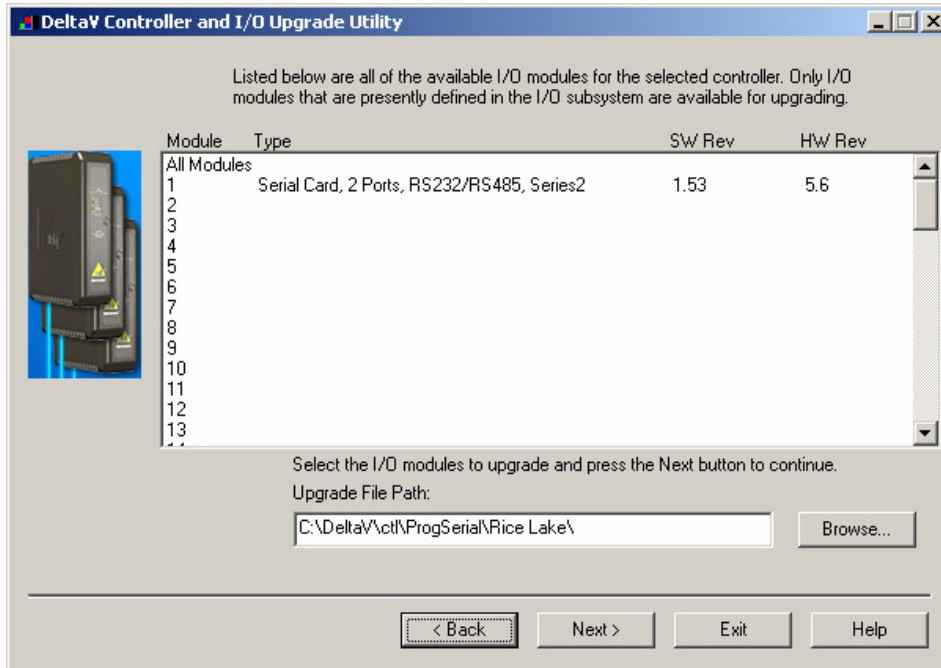 DeltaV Controller and I/O Upgrade Utility
Listed below are all of the available I/O modules for the selected controller. Only I/O
modules that are presently defined in the I/O subsystem are available for upgrading.
Module Type SW Rev HW Rev
All Modules
1 Serial Card, 2 Ports, RS232/RS485, Series2 1.53 5.6
2
3
4
5
6
7
8
9
10
11
12
13
Select the I/O modules to upgrade and press the Next button to continue.
Upgrade File Path:
C:\DeltaV\ctl\ProgSerial\Rice Lake\ Browse...
< Back Next > Exit Help